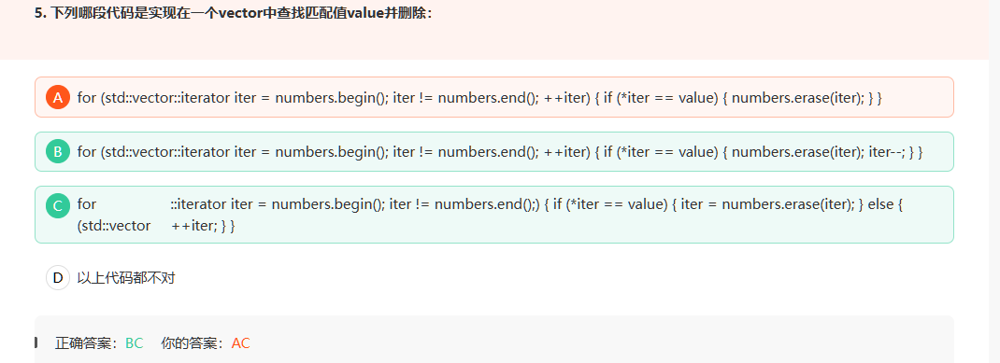 5. 下列哪段代码是实现在一个vector中查找匹配值value并删除：
A for (std::vector::iterator iter = numbers.begin(); iter != numbers.end(); ++iter) { if (*iter == value) { numbers.erase(iter); } }
B for (std::vector::iterator iter = numbers.begin(); iter != numbers.end(); ++iter) { if (*iter == value) { numbers.erase(iter); iter--; } }
C for ::iterator iter = numbers.begin(); iter != numbers.end();) { if (*iter == value) { iter = numbers.erase(iter); } else {
(std::vector ++iter; } }
D 以上代码都不对
正确答案：BC 你的答案：AC